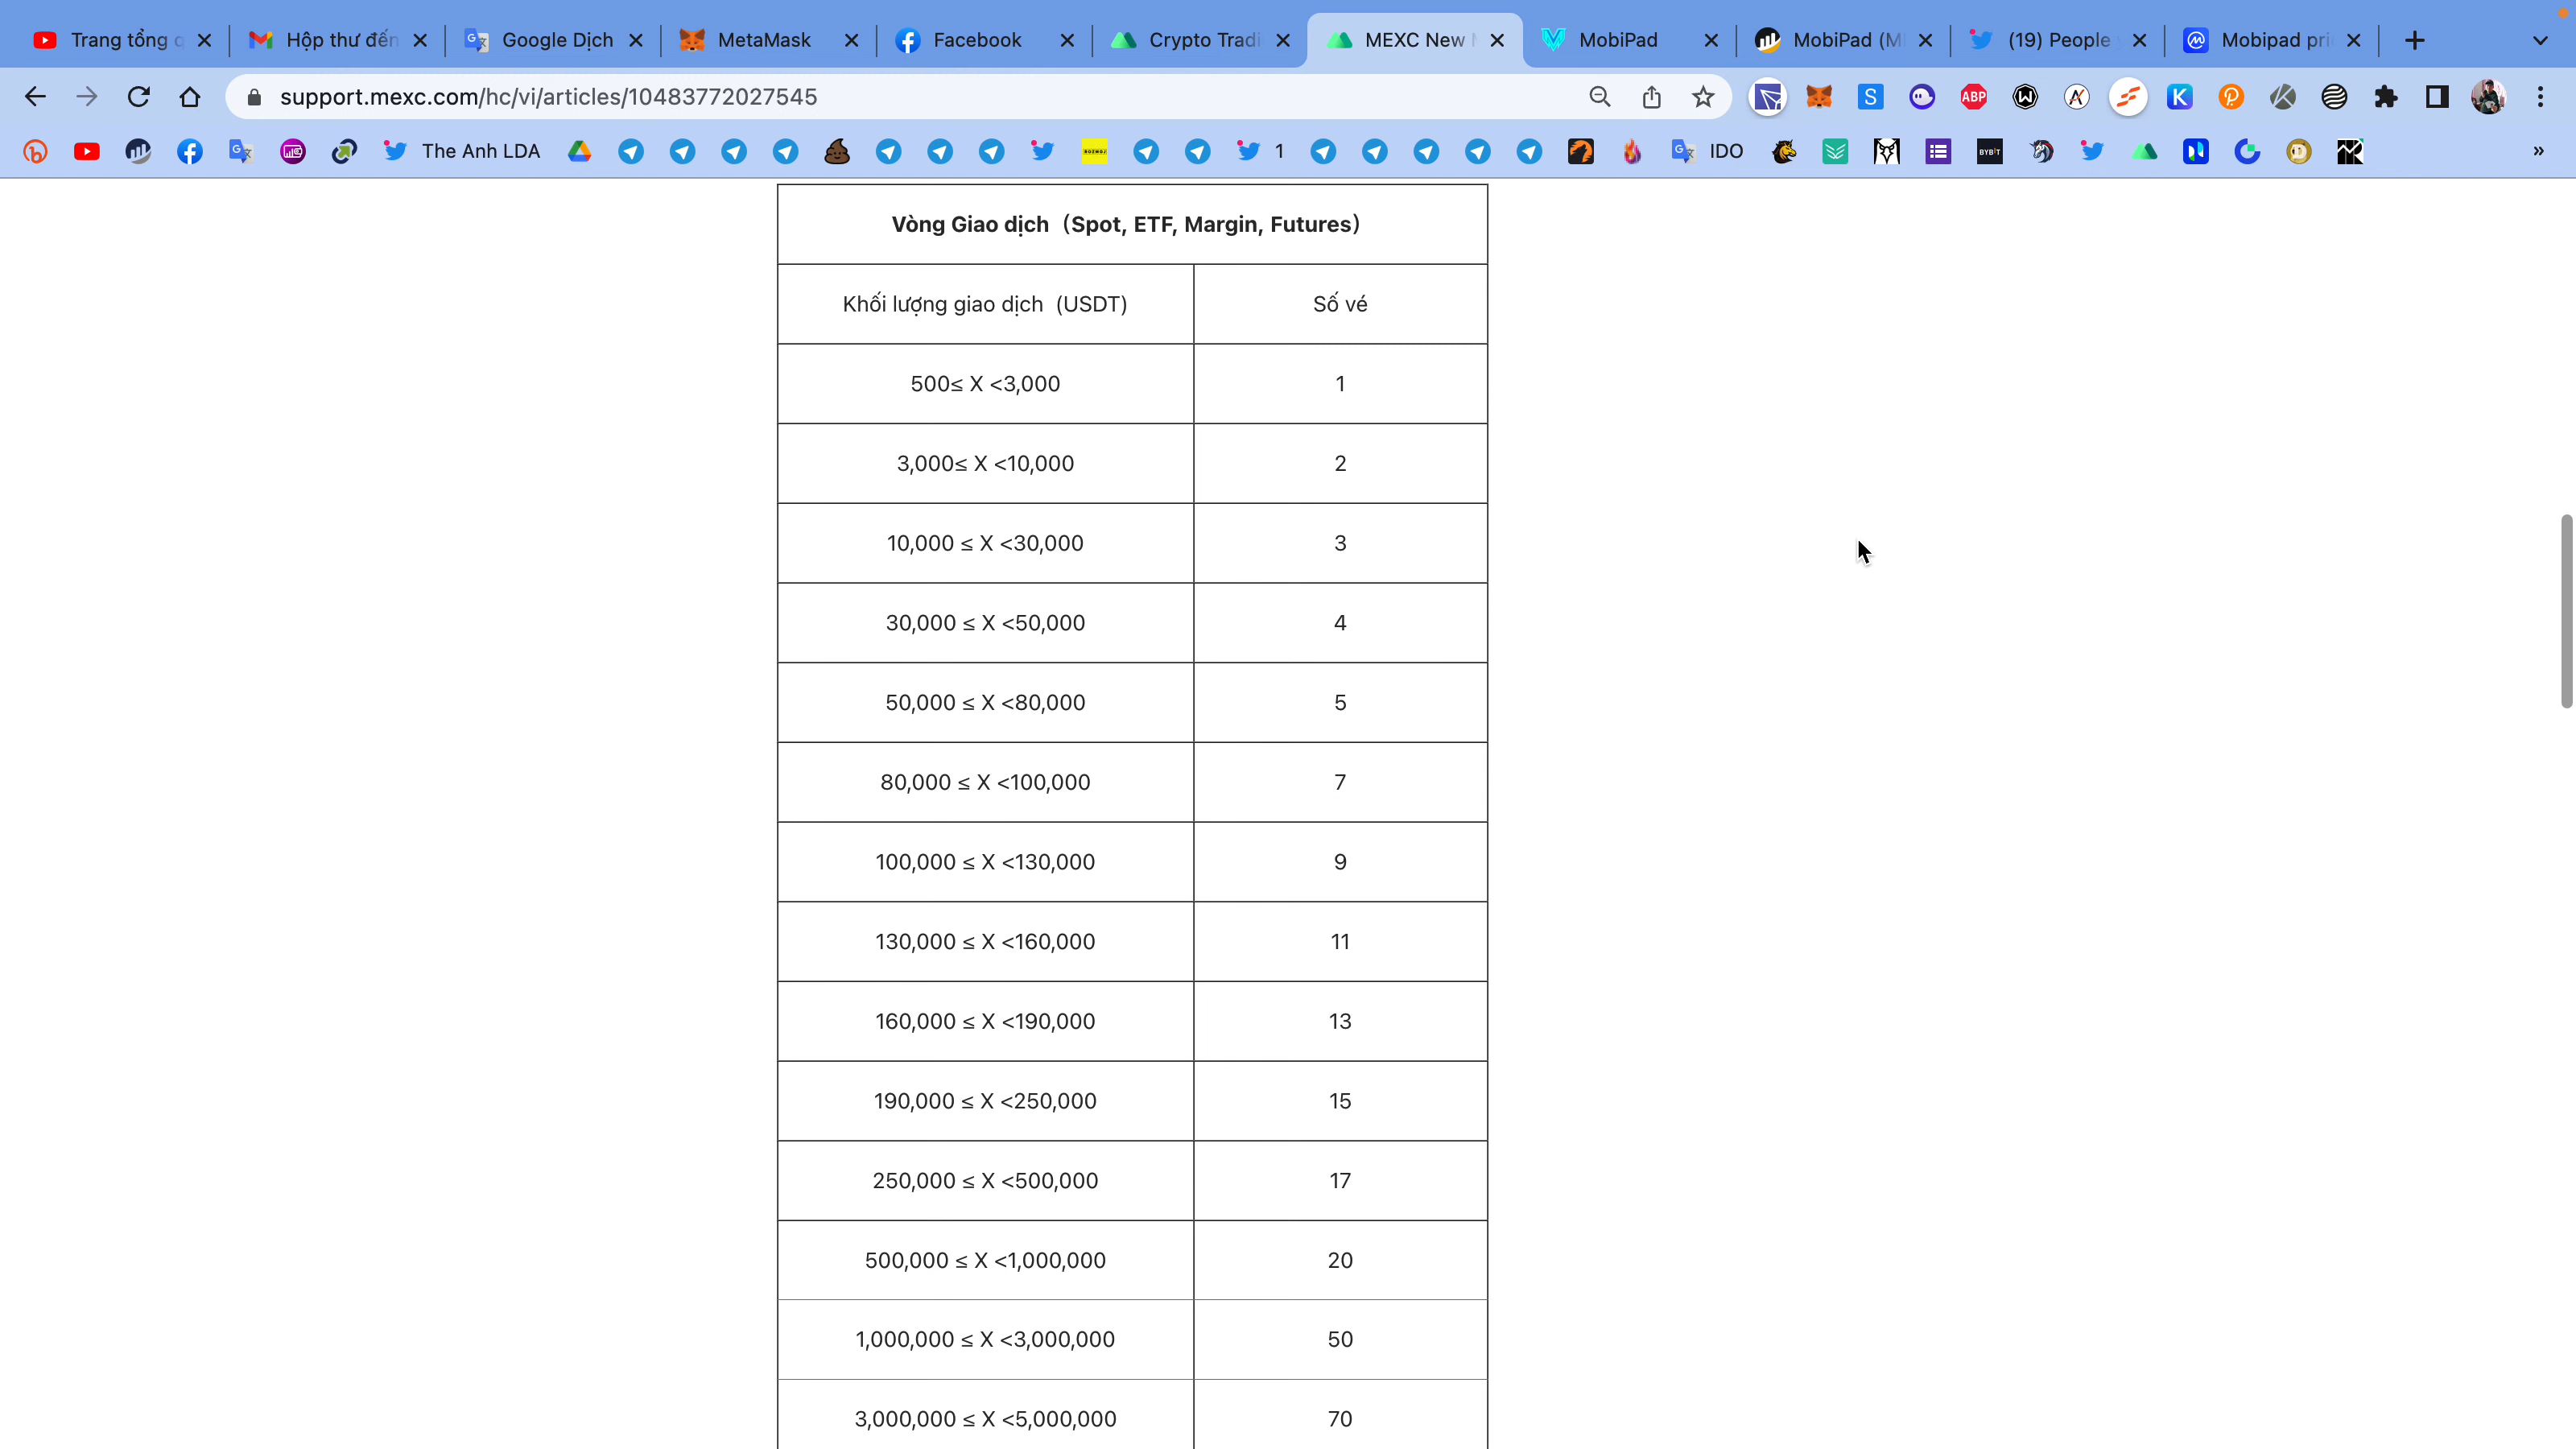 Trang tổng q
Hộp thư đến
Google Dịch
MetaMask
Facebook
Crypto Tradi
MEXC New
MobiPad
MobiPad (M
(19) People
Mobipad pri
support.mexc.com/hc/vi/articles/10483772027545
ABP
The Anh LDA
1
IDO
BYBIT
»
Vòng Giao dịch（Spot, ETF, Margin, Futures）
Khối lượng giao dịch（USDT） Số vé
500≤ X <3,000 1
3,000≤ X <10,000 2
10,000 ≤ X <30,000 3
30,000 ≤ X <50,000 4
50,000 ≤ X <80,000 5
80,000 ≤ X <100,000 7
100,000 ≤ X <130,000 9
130,000 ≤ X <160,000 11
160,000 ≤ X <190,000 13
190,000 ≤ X <250,000 15
250,000 ≤ X <500,000 17
500,000 ≤ X <1,000,000 20
1,000,000 ≤ X <3,000,000 50
3,000,000 ≤ X <5,000,000 70